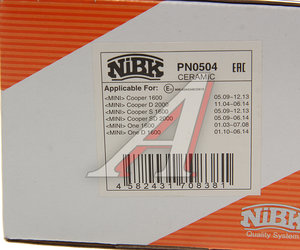 NiBK PN0504
CERAMIC
EAC
Applicable For:
<MINI> Cooper 1600 05.09-12.13
<MINI> Cooper D 2000 11.04-06.14
<MINI> Cooper S 1600 05.09-12.13
<MINI> Cooper SD 2000 05.09-06.14
<MINI> One 1600 01.03-07.08
<MINI> One D 1600 01.10-06.14
4 582431 708381
NiBK
Quality System